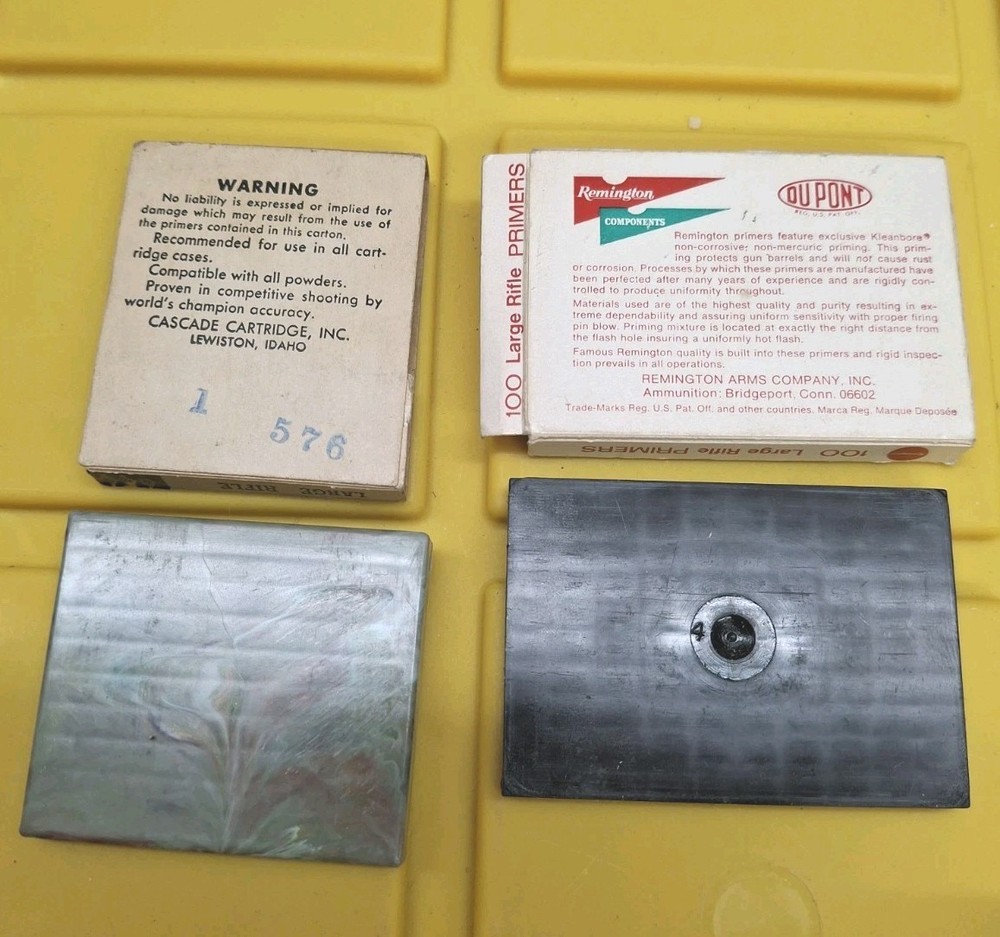 WARNING
No liability is expressed or implied for
damage which may result from the use of
the primers contained in this carton.
Recommended for use in all cart-
ridge cases.
Compatible with all powders.
Proven in competitive shooting by
world's champion accuracy.
CASCADE CARTRIDGE, INC.
LEWISTON, IDAHO
1
576
LARGE RIFLE
100 Large Rifle PRIMERS
Remington
COMPONENTS
DU PONT
REG. U.S. PAT. OFF.
Remington primers feature exclusive Kleanbore®
non-corrosive, non-mercuric priming. This prim-
ing protects gun barrels and will not cause rust
or corrosion. Processes by which these primers are manufactured have
been perfected after many years of experience and are rigidly con-
trolled to produce uniformity throughout.
Materials used are of the highest quality and purity resulting in ex-
treme dependability and assuring uniform sensitivity with proper firing
pin blow. Priming mixture is located at exactly the right distance from
the flash hole insuring a uniformly hot flash.
Famous Remington quality is built into these primers and rigid inspec-
tion prevails in all operations.
REMINGTON ARMS COMPANY, INC.
Ammunition: Bridgeport, Conn. 06602
Trade-Marks Reg. U.S. Pat. Off. and other countries. Marca Reg. Marque Deposée
100 Large Rifle PRIMERS
4